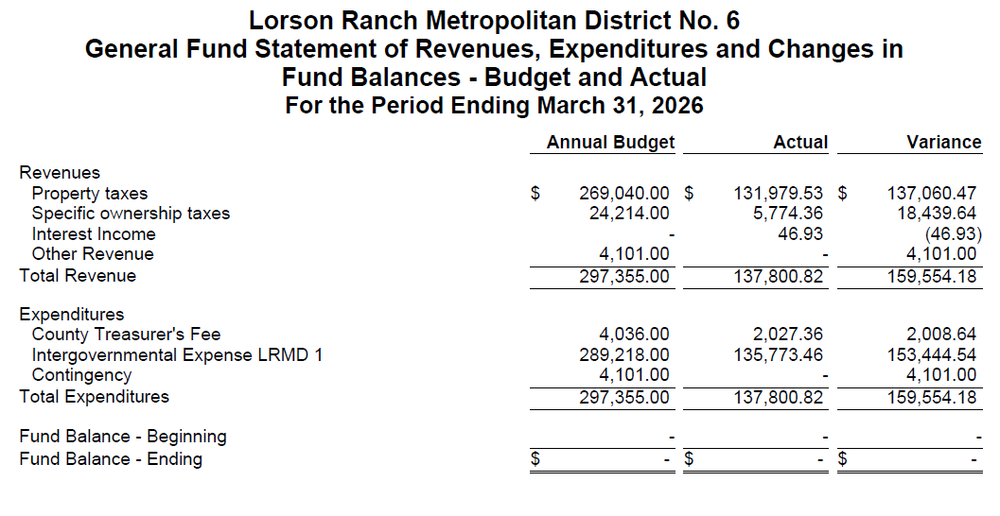 Lorson Ranch Metropolitan District No. 6
General Fund Statement of Revenues, Expenditures and Changes in
Fund Balances - Budget and Actual
For the Period Ending March 31, 2026
Annual Budget Actual Variance
Revenues
Property taxes $ 269,040.00 $ 131,979.53 $ 137,060.47
Specific ownership taxes 24,214.00 5,774.36 18,439.64
Interest Income - 46.93 (46.93)
Other Revenue 4,101.00 - 4,101.00
Total Revenue 297,355.00 137,800.82 159,554.18
Expenditures
County Treasurer's Fee 4,036.00 2,027.36 2,008.64
Intergovernmental Expense LRMD 1 289,218.00 135,773.46 153,444.54
Contingency 4,101.00 - 4,101.00
Total Expenditures 297,355.00 137,800.82 159,554.18
Fund Balance - Beginning - - -
Fund Balance - Ending $ - $ - $ -